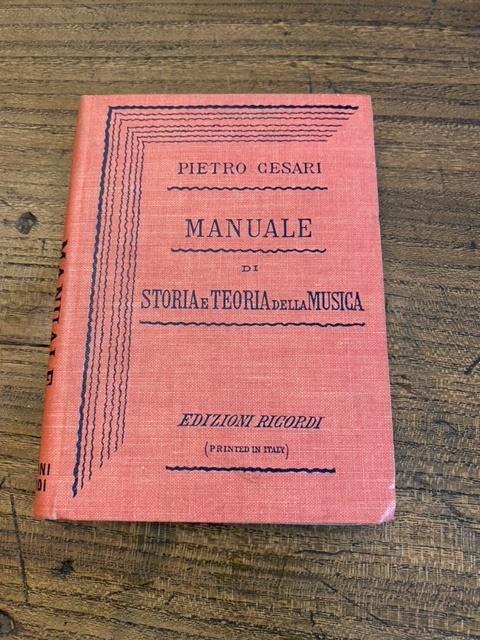 PIETRO CESARI
MANUALE
DI
STORIA E TEORIA DELLA MUSICA
EDIZIONI RICORDI
(PRINTED IN ITALY)
MANUALE